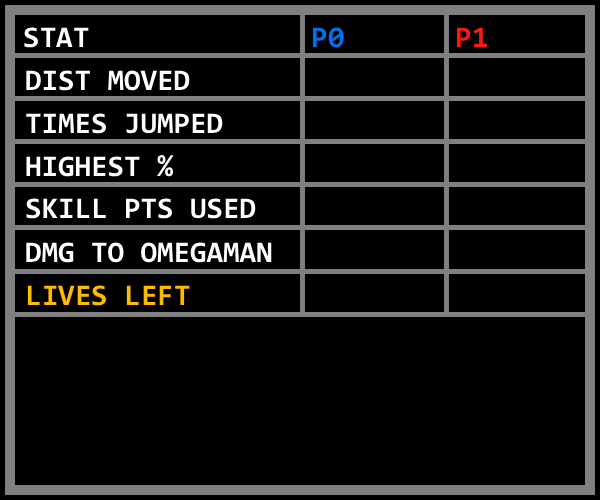 STAT P0 P1
DIST MOVED
TIMES JUMPED
HIGHEST %
SKILL PTS USED
DMG TO OMEGAMAN
LIVES LEFT